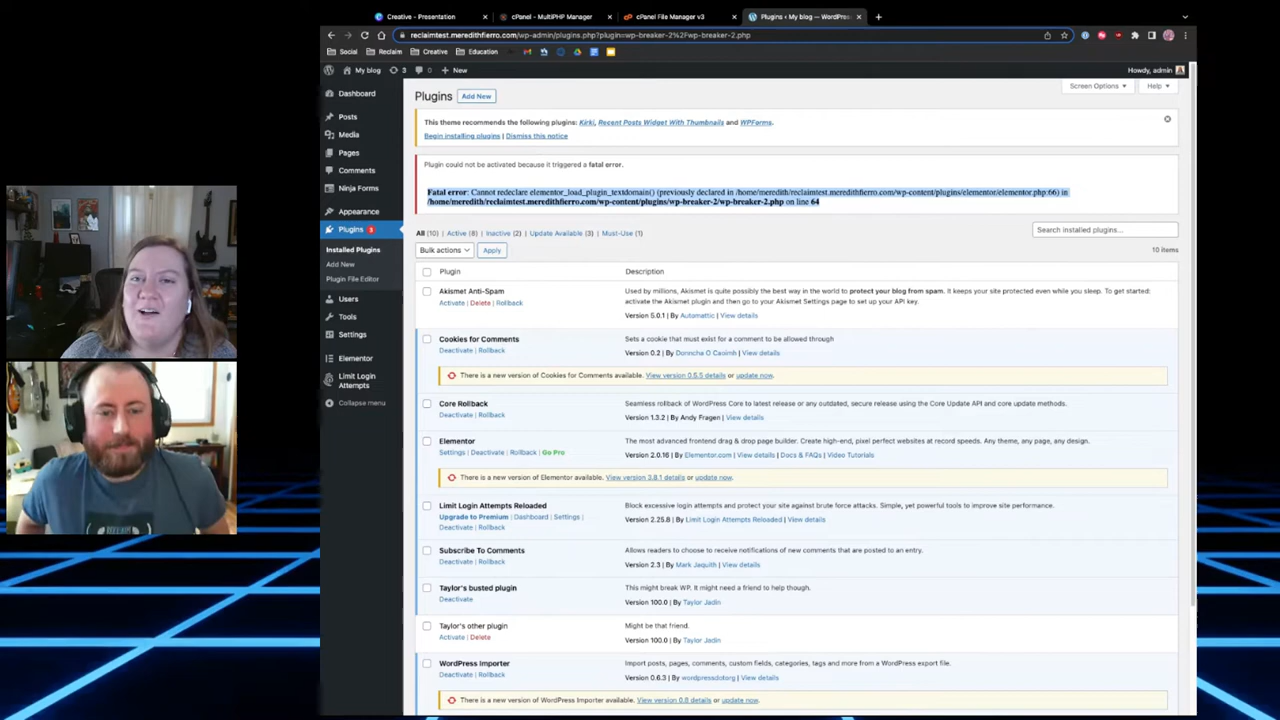 Creative - Presentation
cPanel - MultiPHP Manager
cPanel File Manager v3
Plugins ‹ My blog — WordPress
reclaimtest.meredithfierro.com/wp-admin/plugins.php?plugin=wp-breaker-2%2Fwp-breaker-2.php
Social
Reclaim
Creative
Education
My blog
3
0
New
Howdy, admin
Dashboard
Posts
Media
Pages
Comments
Ninja Forms
Appearance
Plugins 3
Installed Plugins
Add New
Plugin File Editor
Users
Tools
Settings
Elementor
Limit Login
Attempts
Collapse menu
Plugins Add New
Screen Options
Help
This theme recommends the following plugins: Kirki, Recent Posts Widget With Thumbnails and WPForms.
Begin installing plugins | Dismiss this notice
Plugin could not be activated because it triggered a fatal error.
Fatal error: Cannot redeclare elementor_load_plugin_textdomain() (previously declared in /home/meredith/reclaimtest.meredithfierro.com/wp-content/plugins/elementor/elementor.php:66) in
/home/meredith/reclaimtest.meredithfierro.com/wp-content/plugins/wp-breaker-2/wp-breaker-2.php on line 64
All (10) | Active (8) | Inactive (2) | Update Available (3) | Must-Use (1)
Search installed plugins...
Bulk actions
Apply
10 items
Plugin Description
Akismet Anti-Spam
Activate | Delete | Rollback
Used by millions, Akismet is quite possibly the best way in the world to protect your blog from spam. It keeps your site protected even while you sleep. To get started:
activate the Akismet plugin and then go to your Akismet Settings page to set up your API key.
Version 5.0.1 | By Automattic | View details
Cookies for Comments
Deactivate | Rollback
Sets a cookie that must exist for a comment to be allowed through
Version 0.2 | By Donncha O Caoimh | View details
There is a new version of Cookies for Comments available. View version 0.5.5 details or update now.
Core Rollback
Deactivate | Rollback
Seamless rollback of WordPress Core to latest release or any outdated, secure release using the Core Update API and core update methods.
Version 1.3.2 | By Andy Fragen | View details
Elementor
Settings | Deactivate | Rollback | Go Pro
The most advanced frontend drag & drop page builder. Create high-end, pixel perfect websites at record speeds. Any theme, any page, any design.
Version 2.0.16 | By Elementor.com | View details | Docs & FAQs | Video Tutorials
There is a new version of Elementor available. View version 3.8.1 details or update now.
Limit Login Attempts Reloaded
Upgrade to Premium | Dashboard | Settings |
Deactivate | Rollback
Block excessive login attempts and protect your site against brute force attacks. Simple, yet powerful tools to improve site performance.
Version 2.25.8 | By Limit Login Attempts Reloaded | View details
Subscribe To Comments
Deactivate | Rollback
Allows readers to choose to receive notifications of new comments that are posted to an entry.
Version 2.3 | By Mark Jaquith | View details
Taylor's busted plugin
Deactivate
This might break WP. It might need a friend to help though.
Version 100.0 | By Taylor Jadin
Taylor's other plugin
Activate | Delete
Might be that friend.
Version 100.0 | By Taylor Jadin
WordPress Importer
Deactivate | Rollback
Import posts, pages, comments, custom fields, categories, tags and more from a WordPress export file.
Version 0.6.3 | By wordpressdotorg | View details
There is a new version of WordPress Importer available. View version 0.8 details or update now.